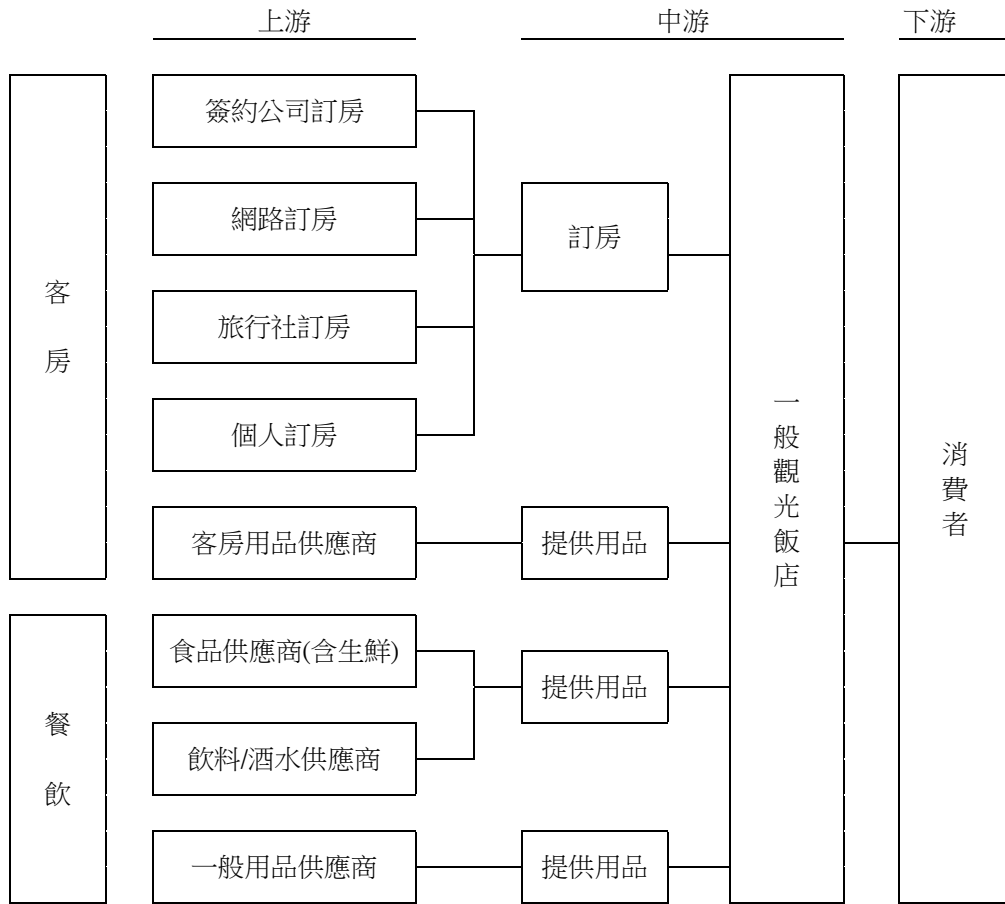 上游
中游
下游
客房
簽約公司訂房
網路訂房
旅行社訂房
個人訂房
客房用品供應商
訂房
提供用品
餐飲
食品供應商(含生鮮)
飲料/酒水供應商
一般用品供應商
提供用品
提供用品
一般觀光飯店
消費者